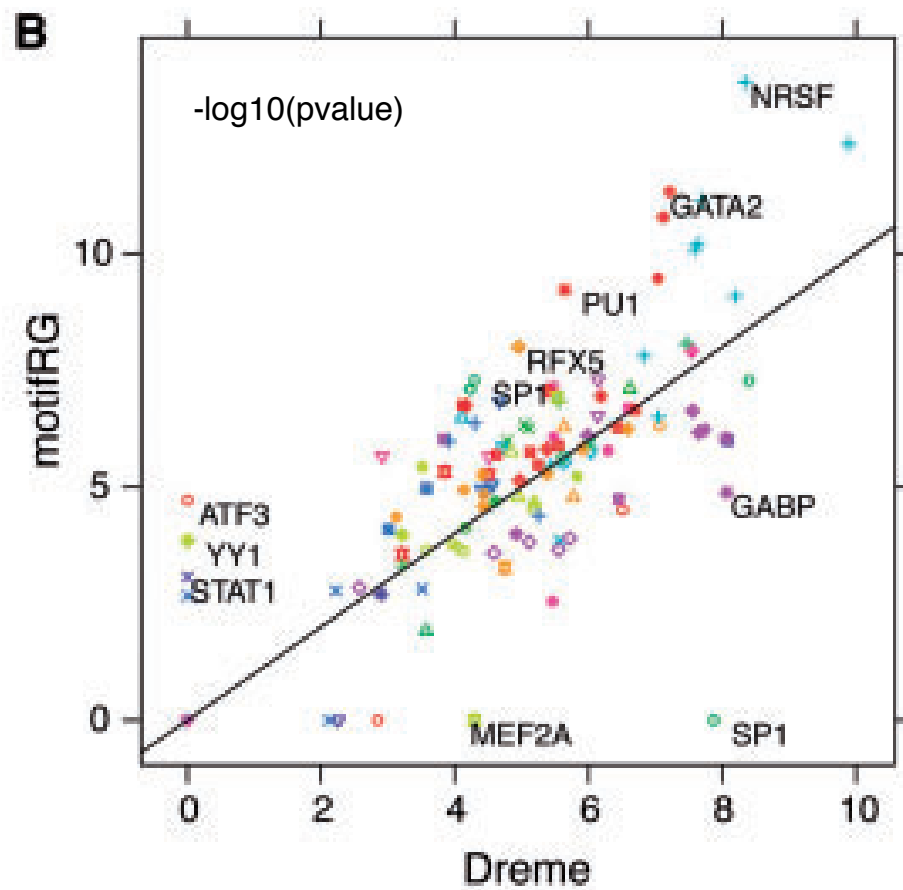 B
-log10(pvalue)
NRSF
GATA2
10
PU1
RFX5
SP1
motifRG
5
GABP
ATF3
YY1
STAT1
0
MEF2A
SP1
0 2 4 6 8 10
Dreme